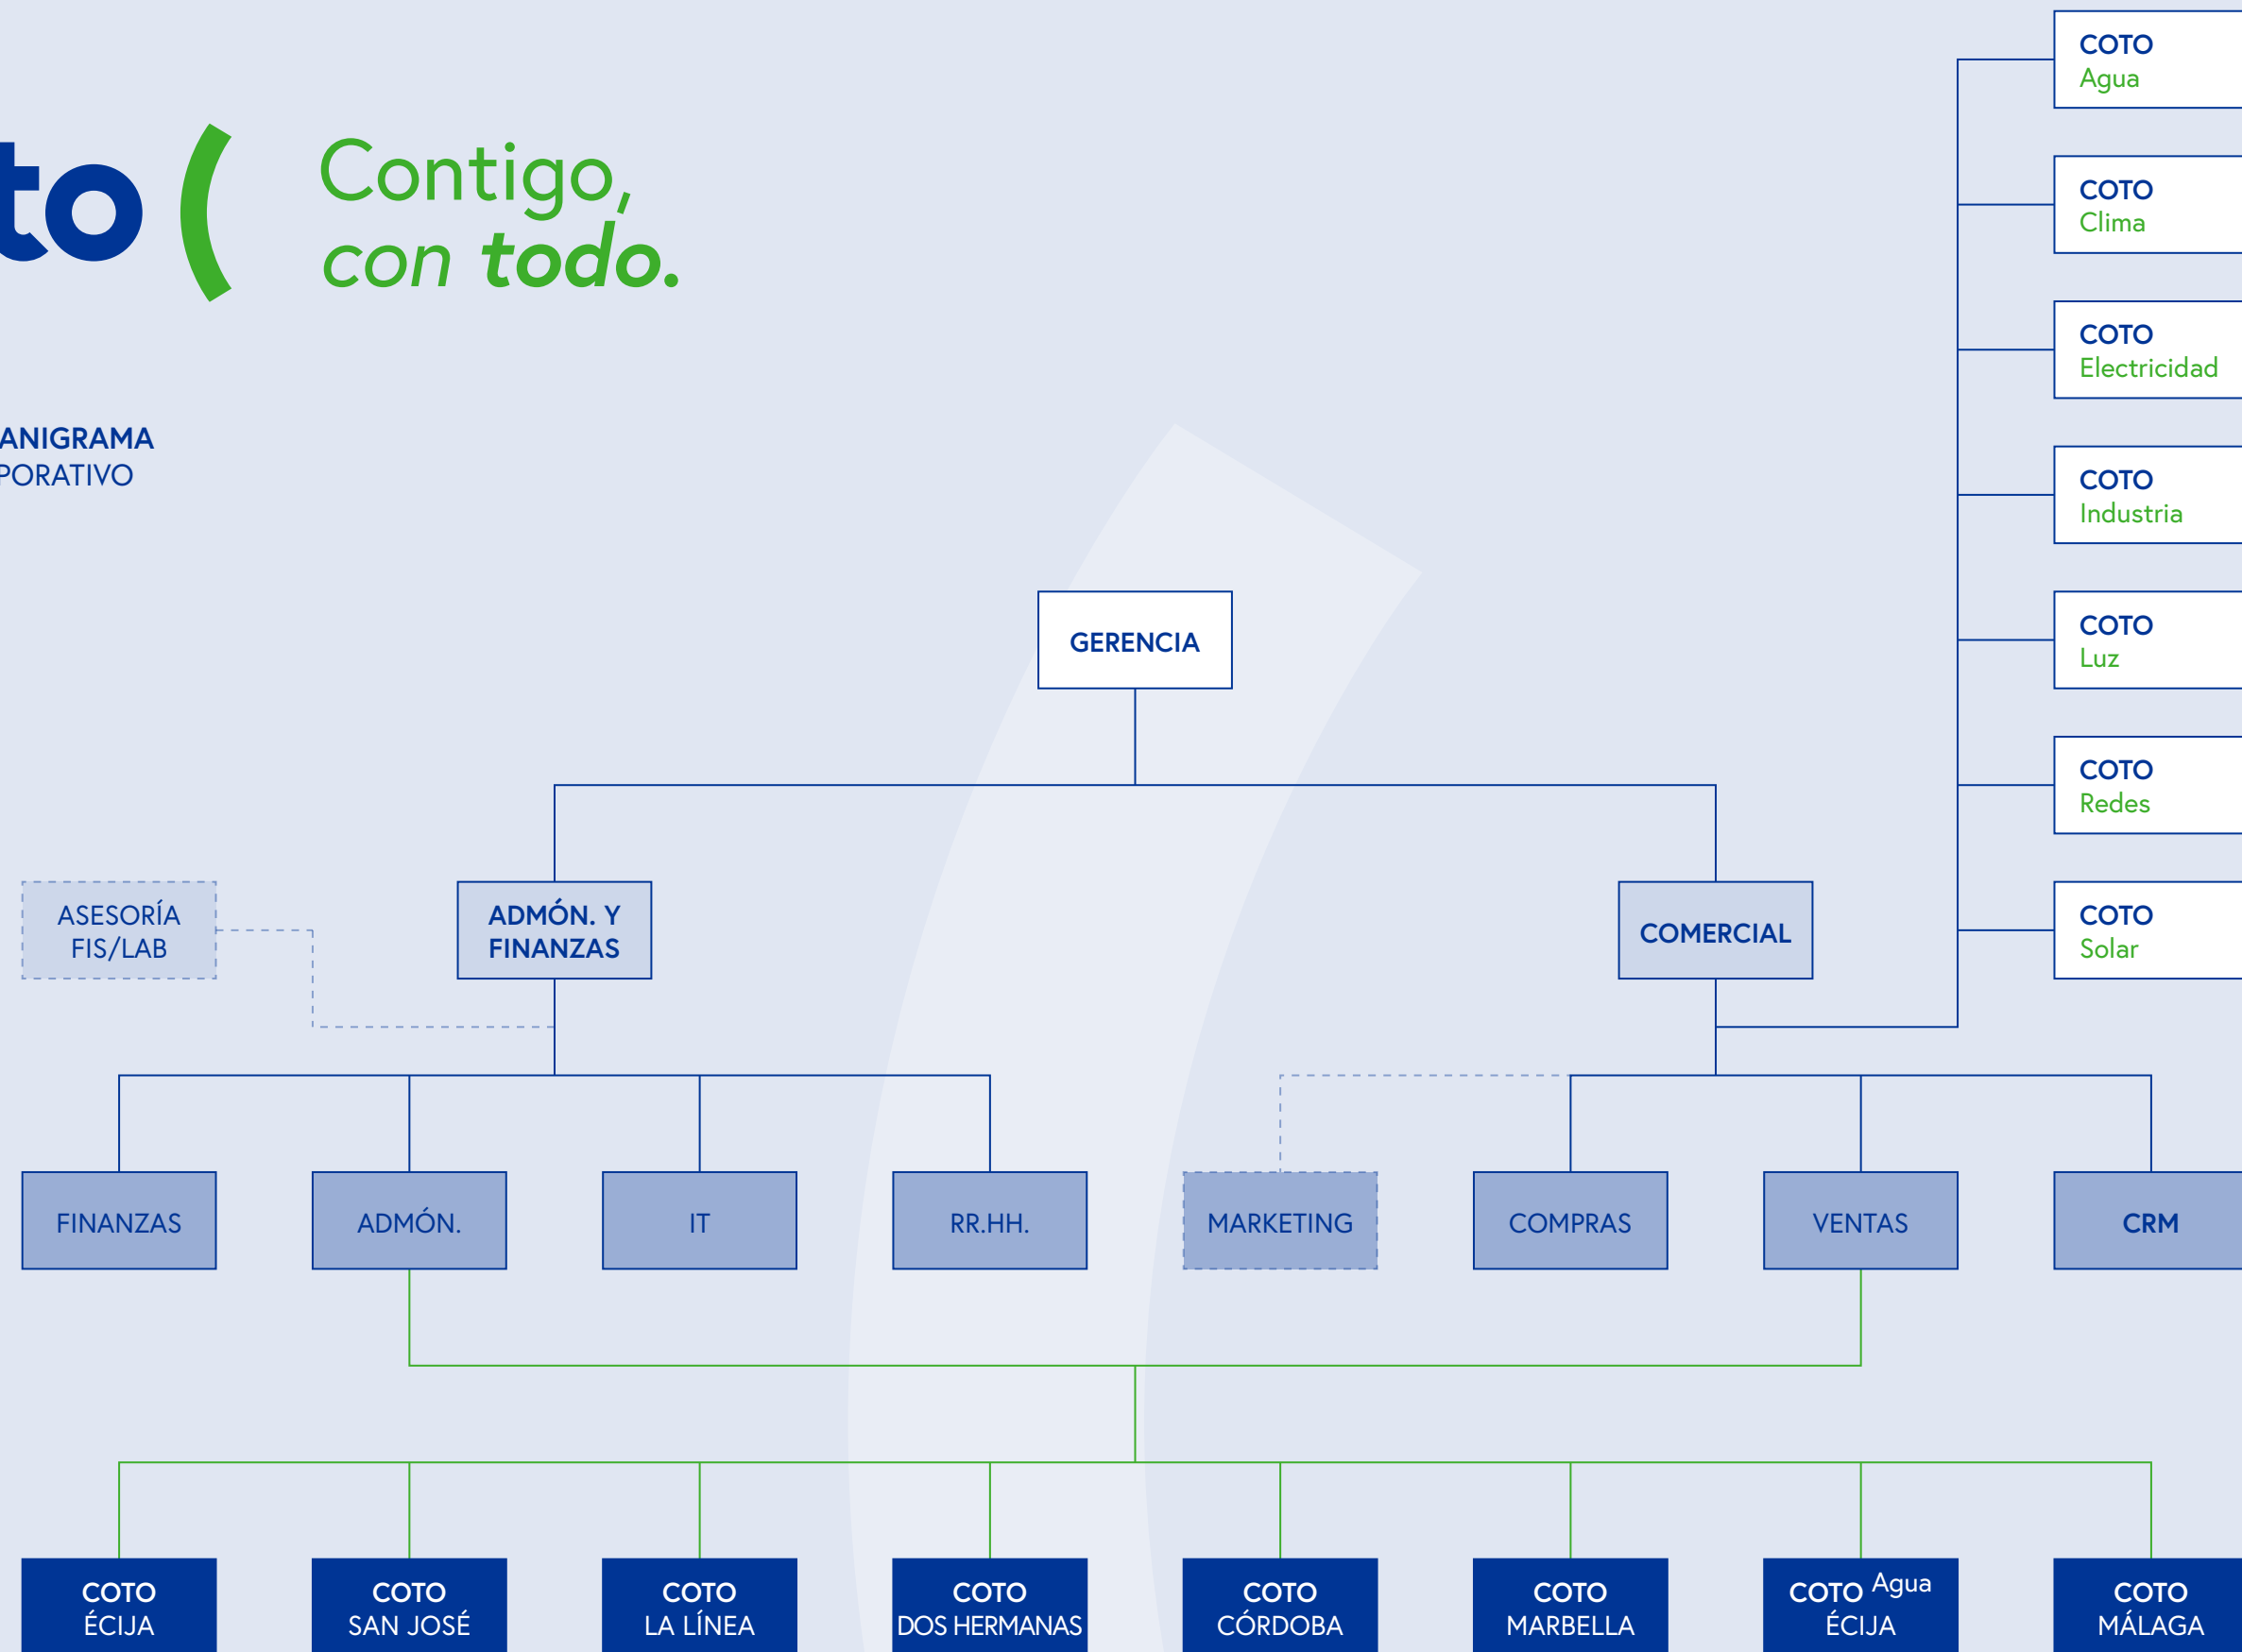 to
Contigo,
con todo.
ANIGRAMA
PORATIVO
COTO
Agua
COTO
Clima
COTO
Electricidad
COTO
Industria
COTO
Luz
COTO
Redes
COTO
Solar
GERENCIA
ASESORÍA
FIS/LAB
ADMÓN. Y
FINANZAS
COMERCIAL
FINANZAS
ADMÓN.
IT
RR.HH.
MARKETING
COMPRAS
VENTAS
CRM
COTO
ÉCIJA
COTO
SAN JOSÉ
COTO
LA LÍNEA
COTO
DOS HERMANAS
COTO
CÓRDOBA
COTO
MARBELLA
COTO Agua
ÉCIJA
COTO
MÁLAGA